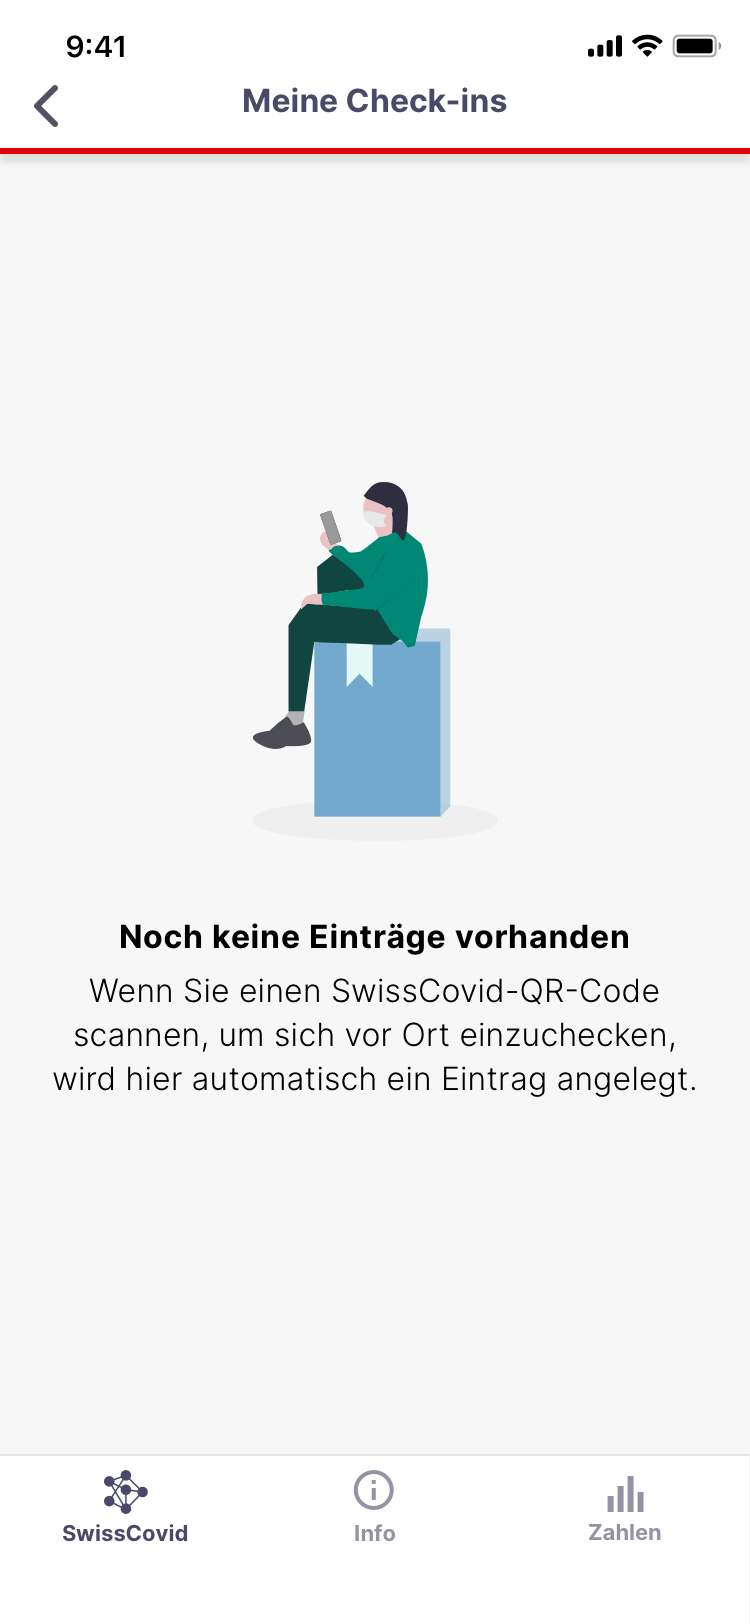 9:41
Meine Check-ins
Noch keine Einträge vorhanden
Wenn Sie einen SwissCovid-QR-Code
scannen, um sich vor Ort einzuchecken,
wird hier automatisch ein Eintrag angelegt.
SwissCovid
Info
Zahlen